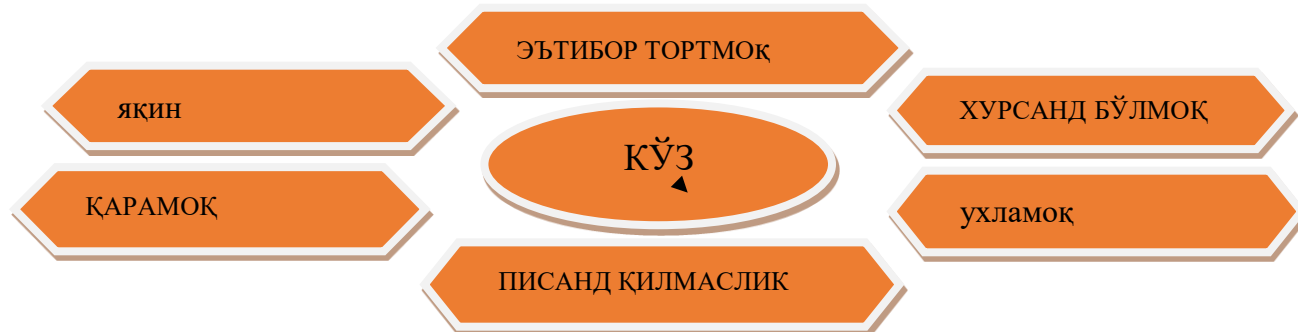 ЭЪТИБОР ТОРТМОқ
яқин
ХУРСАНД БЎЛМОҚ
КЎЗ
ҚАРАМОҚ
ухламоқ
ПИСАНД ҚИЛМАСЛИК